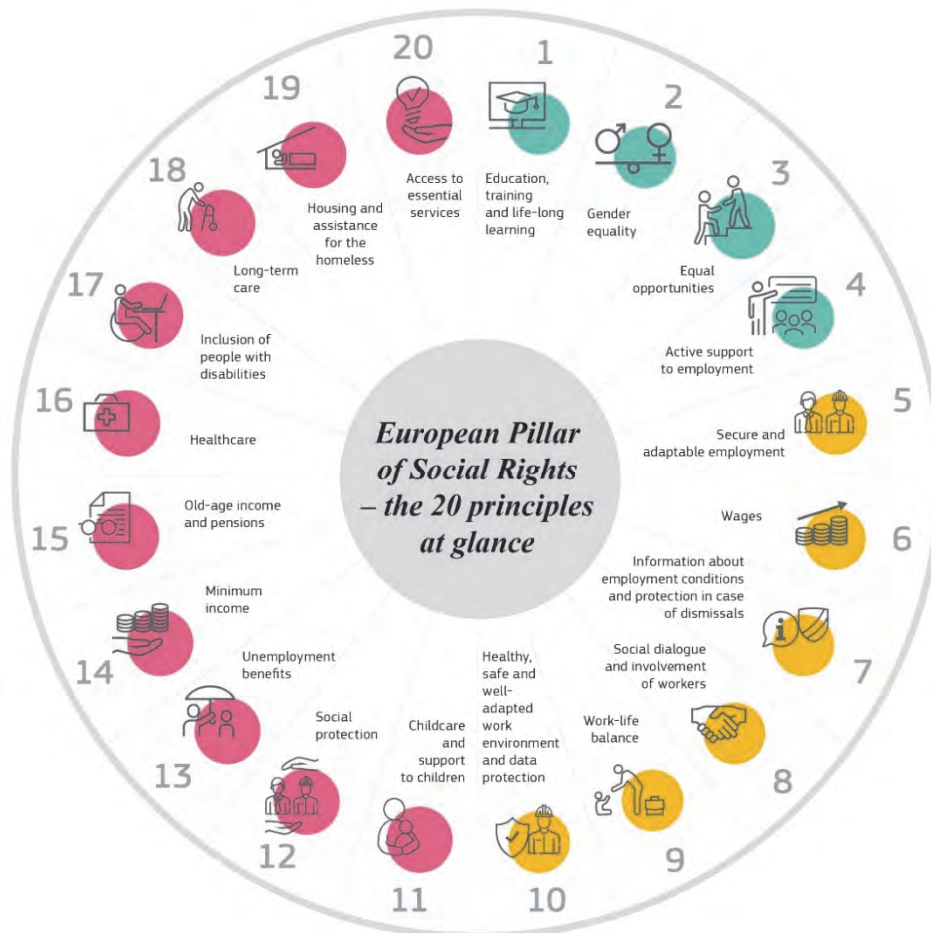 European Pillar
of Social Rights
– the 20 principles
at glance
1
Education,
training
and life-long
learning
2
Gender
equality
3
Equal
opportunities
4
Active support
to employment
5
Secure and
adaptable employment
6
Wages
7
Information about
employment conditions
and protection in case
of dismissals
8
Social dialogue
and involvement
of workers
9
Work-life
balance
10
Healthy,
safe and
well-
adapted
work
environment
and data
protection
11
Childcare and
support
to children
12
Social
protection
13
Unemployment
benefits
14
Minimum
income
15
Old-age income
and pensions
16
Healthcare
17
Inclusion of
people with
disabilities
18
Long-term
care
19
Housing and
assistance
for the
homeless
20
Access to
essential
services
i